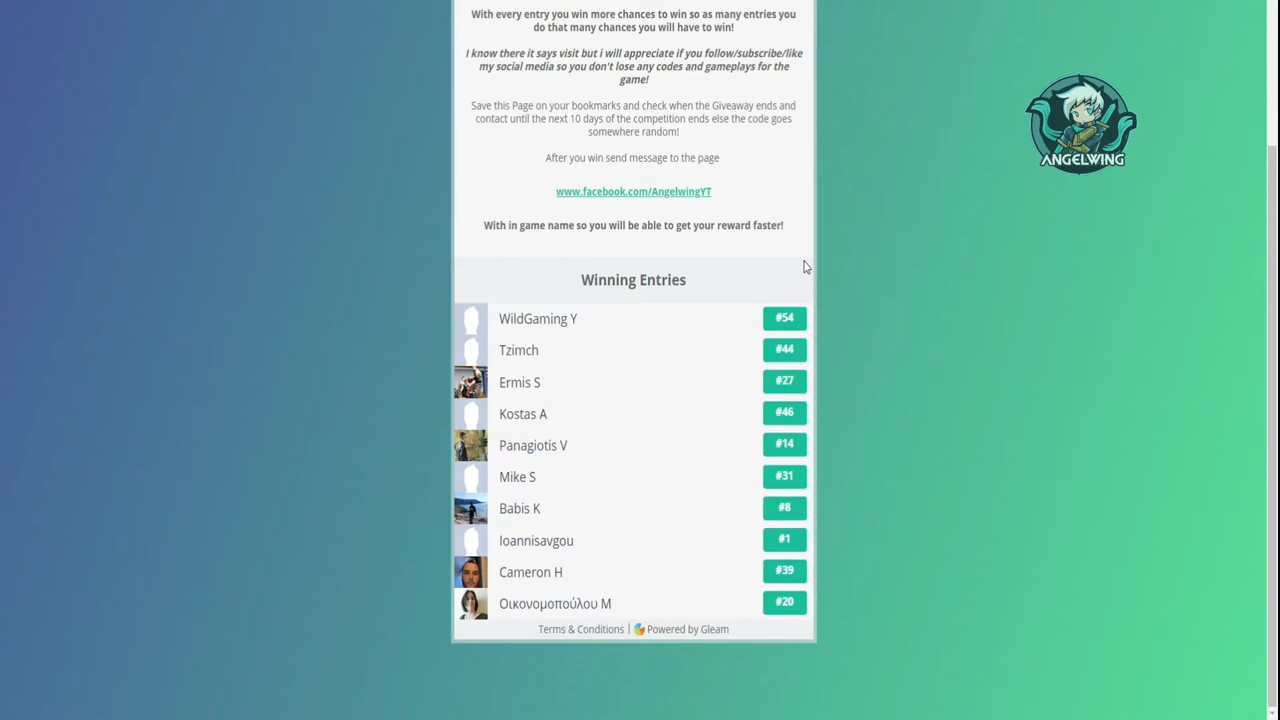 With every entry you win more chances to win so as many entries you
do that many chances you will have to win!
I know there it says visit but i will appreciate if you follow/subscribe/like
my social media so you don't lose any codes and gameplays for the
game!
Save this Page on your bookmarks and check when the Giveaway ends and
contact until the next 10 days of the competition ends else the code goes
somewhere random!
After you win send message to the page
www.facebook.com/AngelwingYT
With in game name so you will be able to get your reward faster!
ANGELWING
Winning Entries
WildGaming Y #54
Tzimch #44
Ermis S #27
Kostas A #46
Panagiotis V #14
Mike S #31
Babis K #8
Ioannisavgou #1
Cameron H #39
Οικονομοπούλου Μ #20
Terms & Conditions | Powered by Gleam